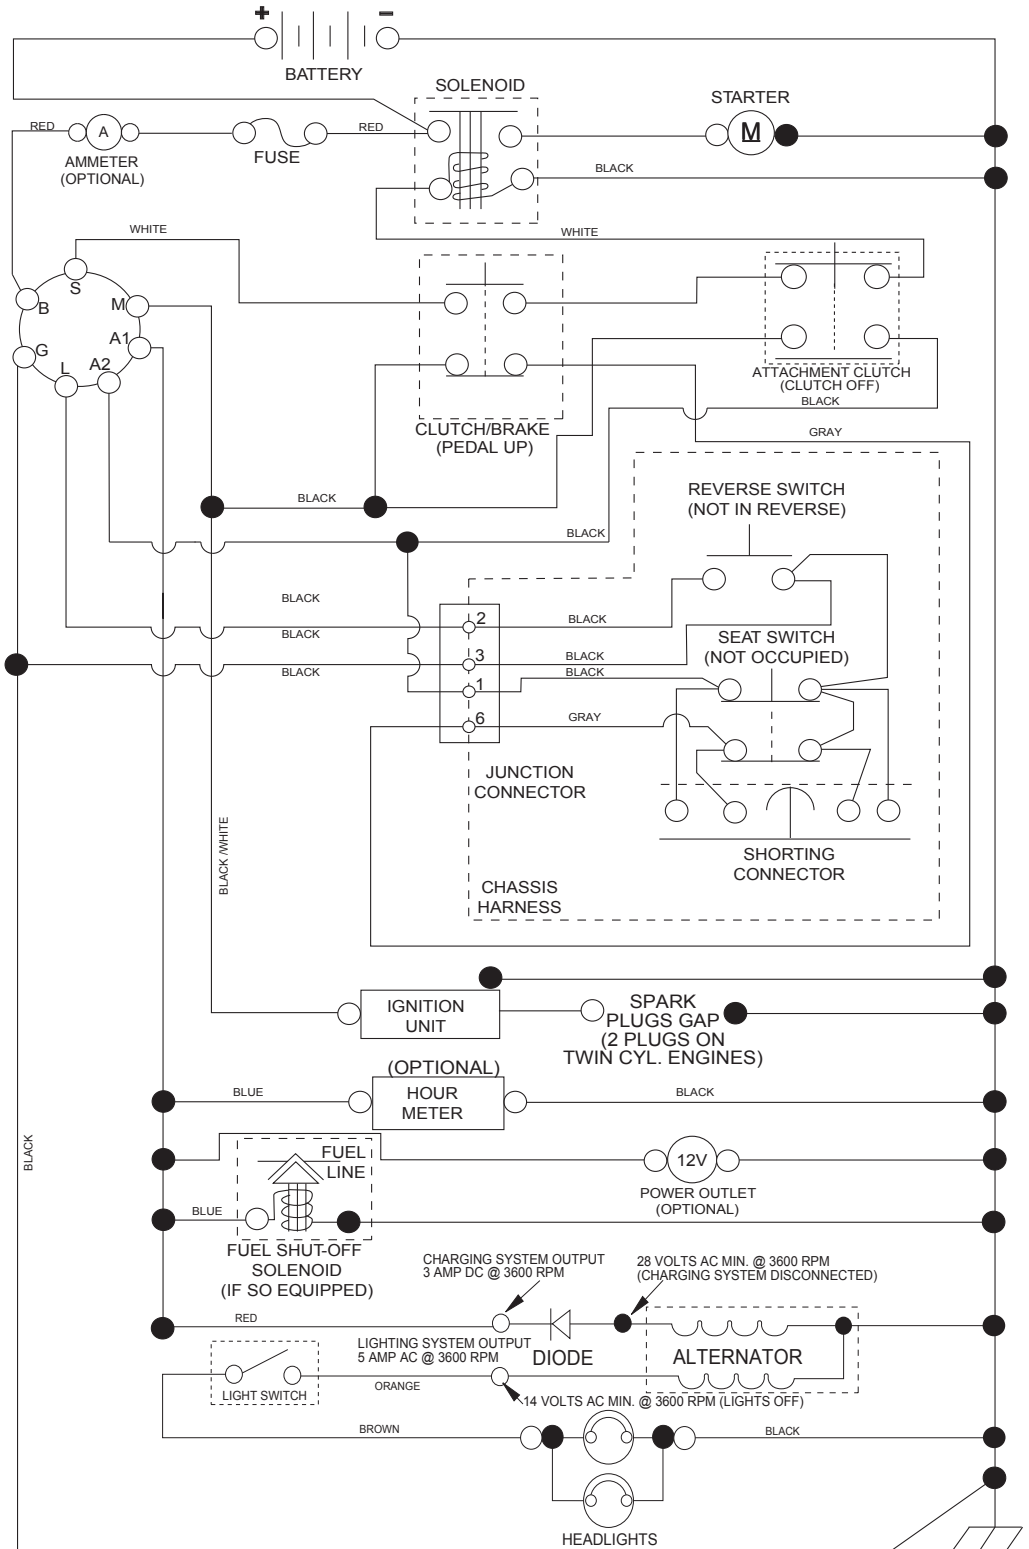 + −
BATTERY
SOLENOID
STARTER
RED
A
RED
M
AMMETER
(OPTIONAL)
FUSE
BLACK
WHITE
WHITE
S
B
M
G
A1
L
A2
ATTACHMENT CLUTCH
(CLUTCH OFF)
BLACK
CLUTCH/BRAKE
(PEDAL UP)
GRAY
REVERSE SWITCH
(NOT IN REVERSE)
BLACK
BLACK
BLACK
2
BLACK
BLACK
SEAT SWITCH
(NOT OCCUPIED)
3
BLACK
BLACK
1
BLACK
6
GRAY
JUNCTION
CONNECTOR
SHORTING
CONNECTOR
BLACK /WHITE
CHASSIS
HARNESS
IGNITION
UNIT
SPARK
PLUGS GAP
(2 PLUGS ON
TWIN CYL. ENGINES)
(OPTIONAL)
HOUR
METER
BLUE
BLACK
BLACK
FUEL
LINE
12V
POWER OUTLET
(OPTIONAL)
BLUE
FUEL SHUT-OFF
SOLENOID
(IF SO EQUIPPED)
CHARGING SYSTEM OUTPUT
3 AMP DC @ 3600 RPM
28 VOLTS AC MIN. @ 3600 RPM
(CHARGING SYSTEM DISCONNECTED)
RED
LIGHTING SYSTEM OUTPUT
5 AMP AC @ 3600 RPM
DIODE
ALTERNATOR
LIGHT SWITCH
ORANGE
14 VOLTS AC MIN. @ 3600 RPM (LIGHTS OFF)
BROWN
BLACK
HEADLIGHTS